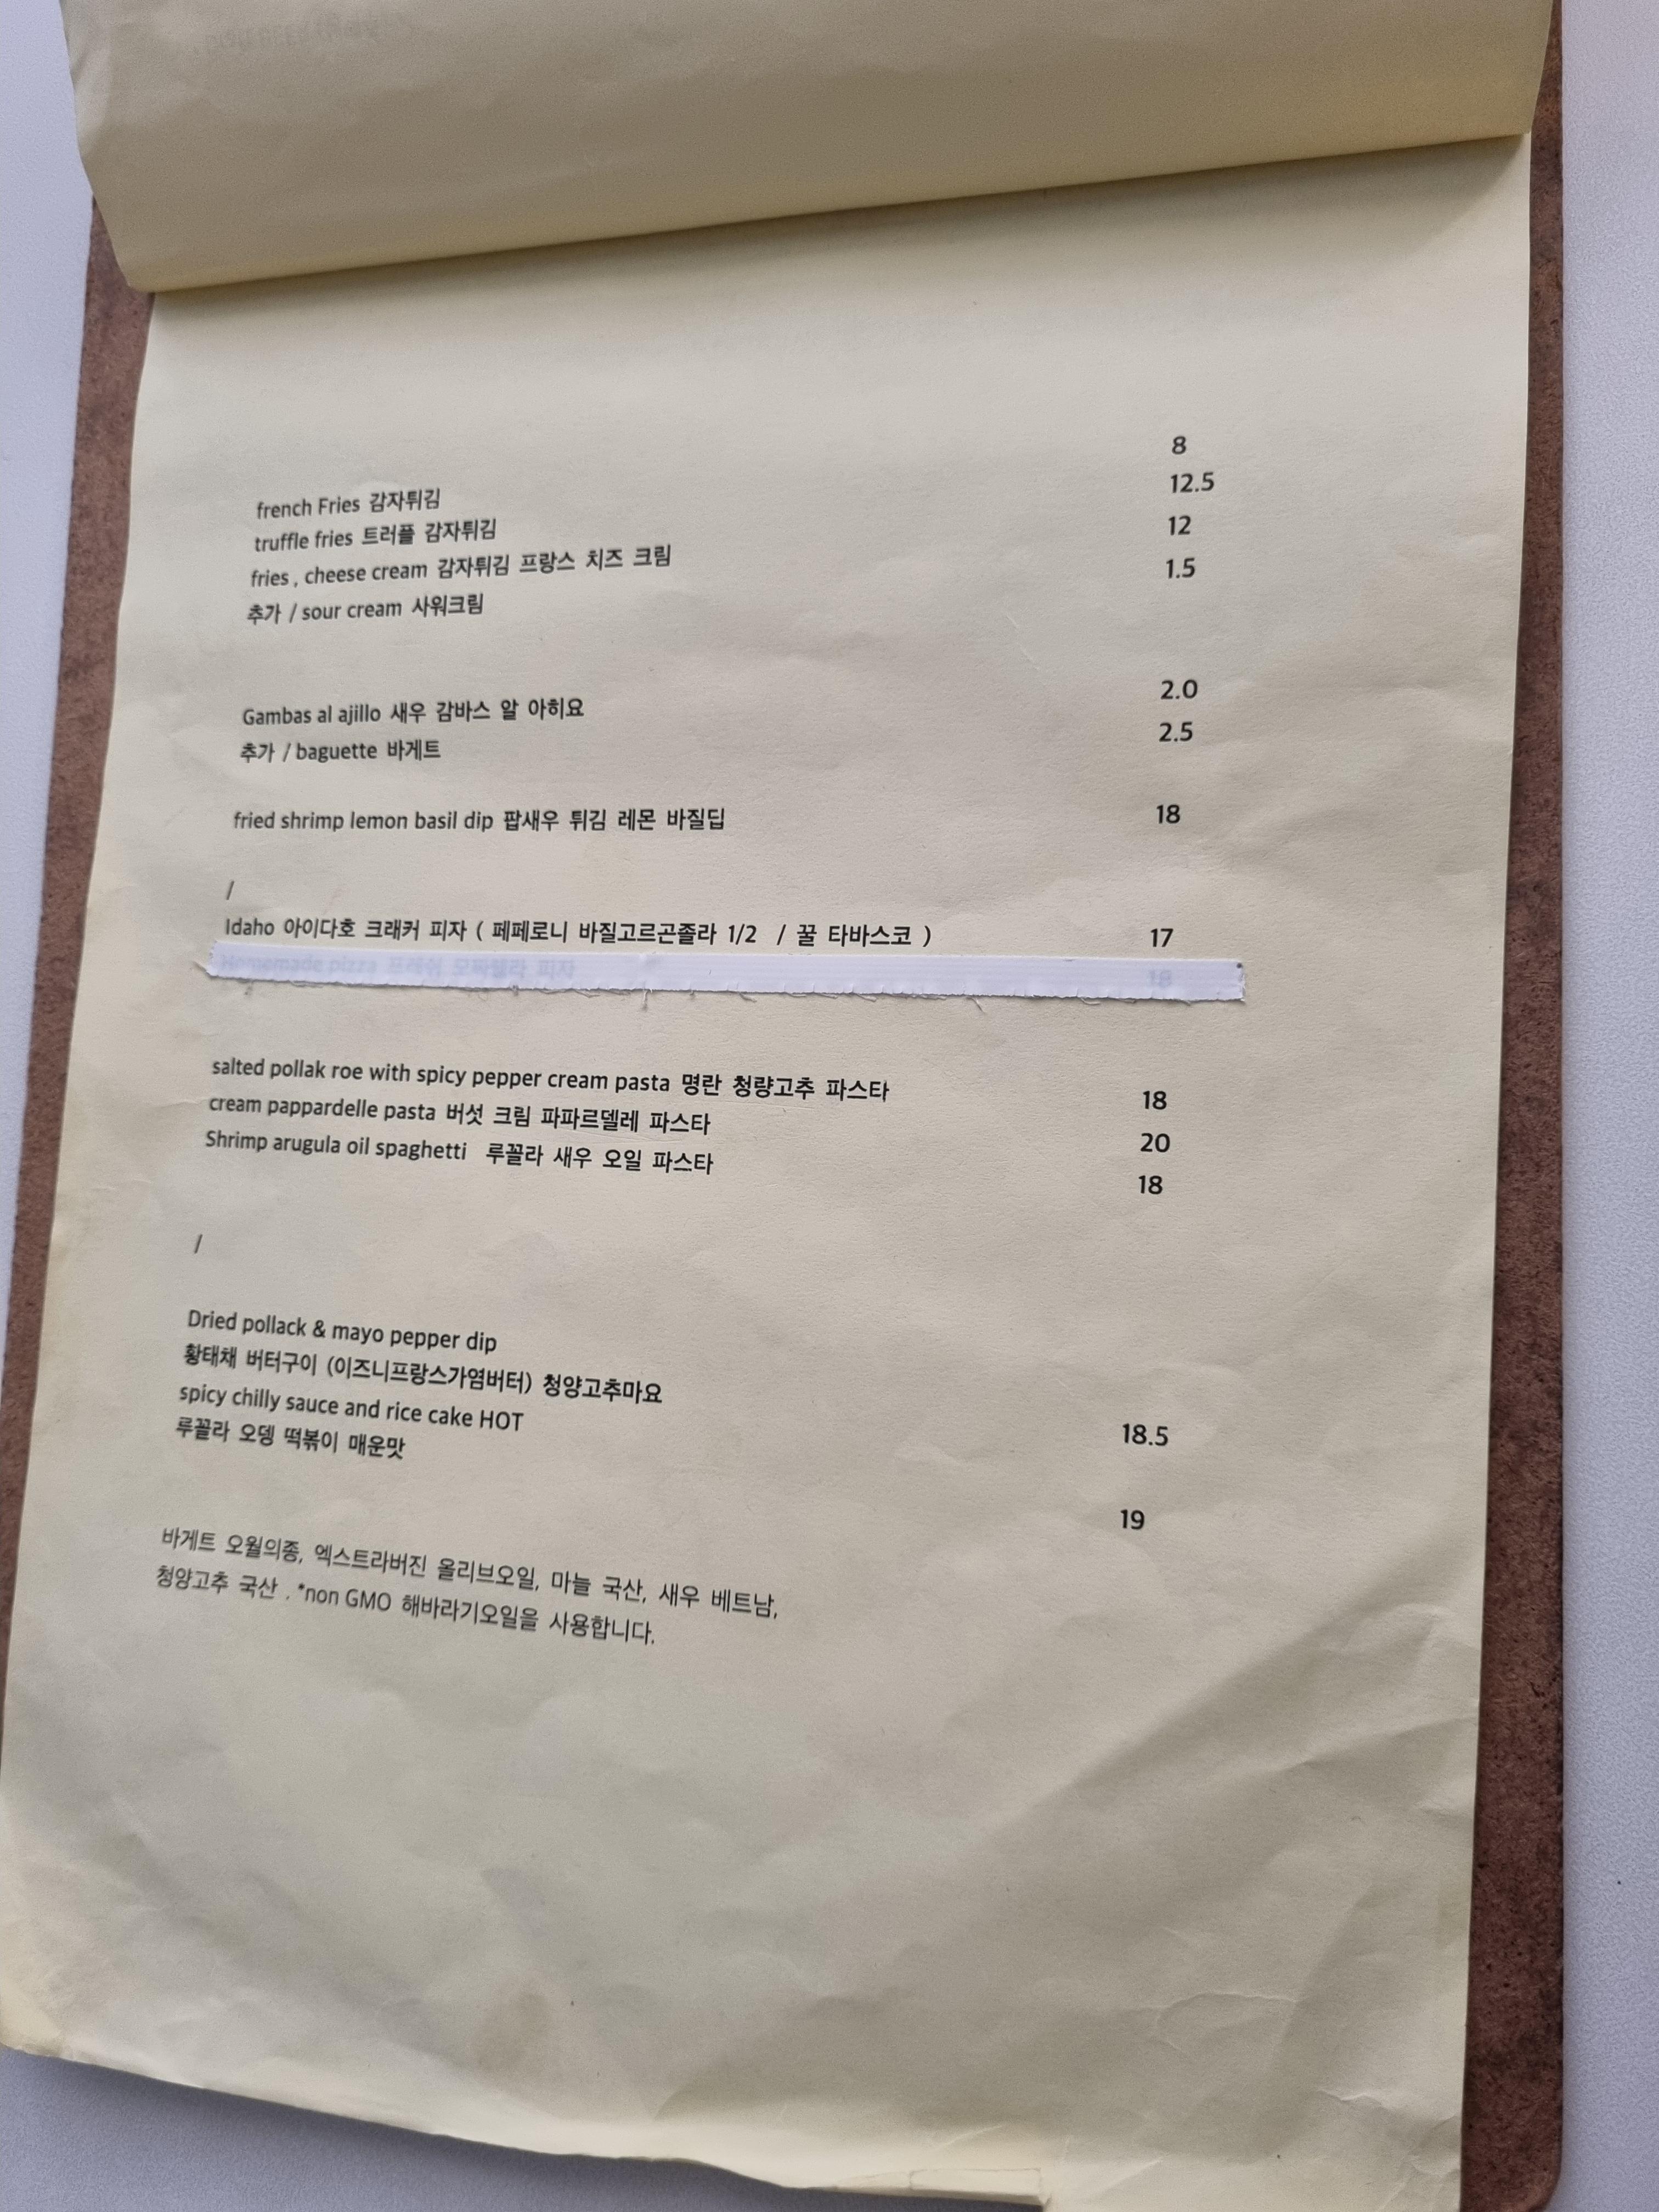 french Fries 감자튀김 8
truffle fries 트러플 감자튀김 12.5
fries , cheese cream 감자튀김 프랑스 치즈 크림 12
추가 / sour cream 사워크림 1.5
Gambas al ajillo 새우 감바스 알 아히요 2.0
추가 / baguette 바게트 2.5
fried shrimp lemon basil dip 팝새우 튀김 레몬 바질딥 18
/
Idaho 아이다호 크래커 피자 ( 페페로니 바질고르곤졸라 1/2 / 꿀 타바스코 ) 17
Homemade pizza 프레쉬 모짜렐라 피자 18
salted pollak roe with spicy pepper cream pasta 명란 청량고추 파스타 18
cream pappardelle pasta 버섯 크림 파파르델레 파스타 20
Shrimp arugula oil spaghetti 루꼴라 새우 오일 파스타 18
/
Dried pollack & mayo pepper dip
황태채 버터구이 (이즈니프랑스가염버터) 청양고추마요 18.5
spicy chilly sauce and rice cake HOT
루꼴라 오뎅 떡볶이 매운맛 19
바게트 오월의종, 엑스트라버진 올리브오일, 마늘 국산, 새우 베트남,
청양고추 국산 . *non GMO 해바라기오일을 사용합니다.